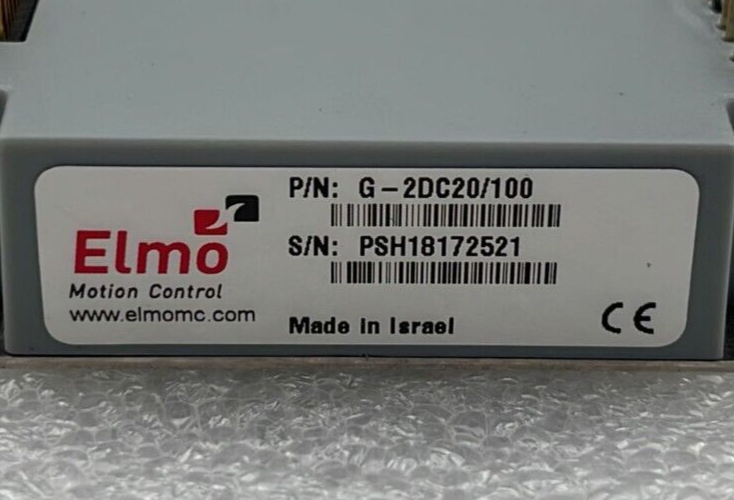 P/N: G-2DC20/100
S/N: PSH18172521
Elmo
Motion Control
www.elmomc.com
Made in Israel
CE